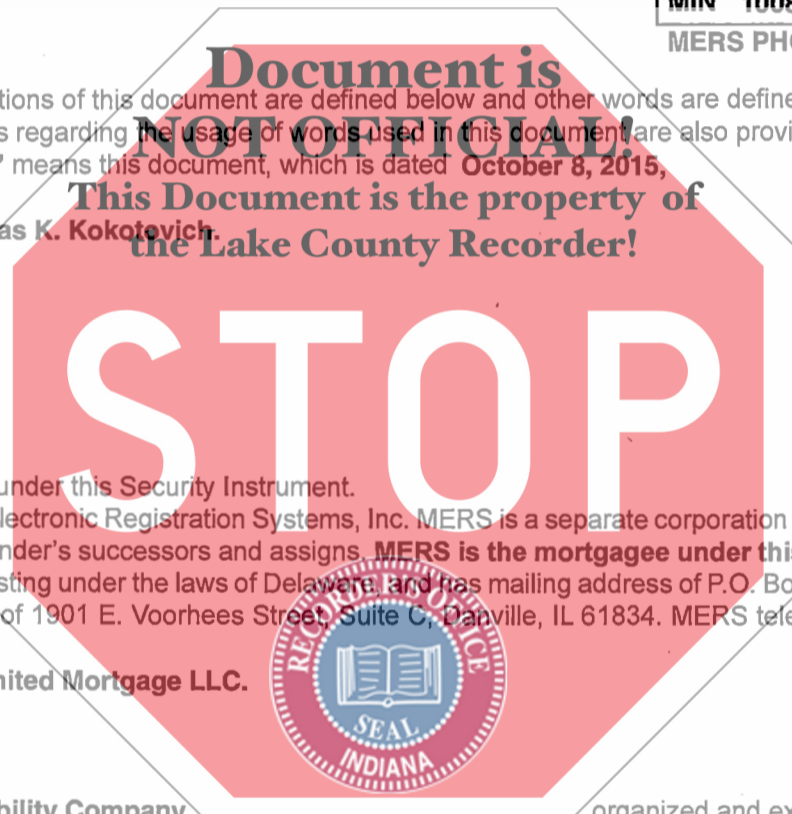 MIN 100
MERS PH
Document is
tions of this document are defined below and other words are define
s regarding the usage of words used in this document are also provi
NOT OFFICIAL!
" means this document, which is dated October 8, 2015,
This Document is the property of
as K. Kokotovich.
the Lake County Recorder!
STOP
under this Security Instrument.
lectronic Registration Systems, Inc. MERS is a separate corporation
nder's successors and assigns. MERS is the mortgagee under this
sting under the laws of Delaware, and has mailing address of P.O. Bo
of 1901 E. Voorhees Street, Suite C, Danville, IL 61834. MERS tele
RECORDER'S OFFICE
nited Mortgage LLC.
SEAL
INDIANA
bility Company
organized and ex